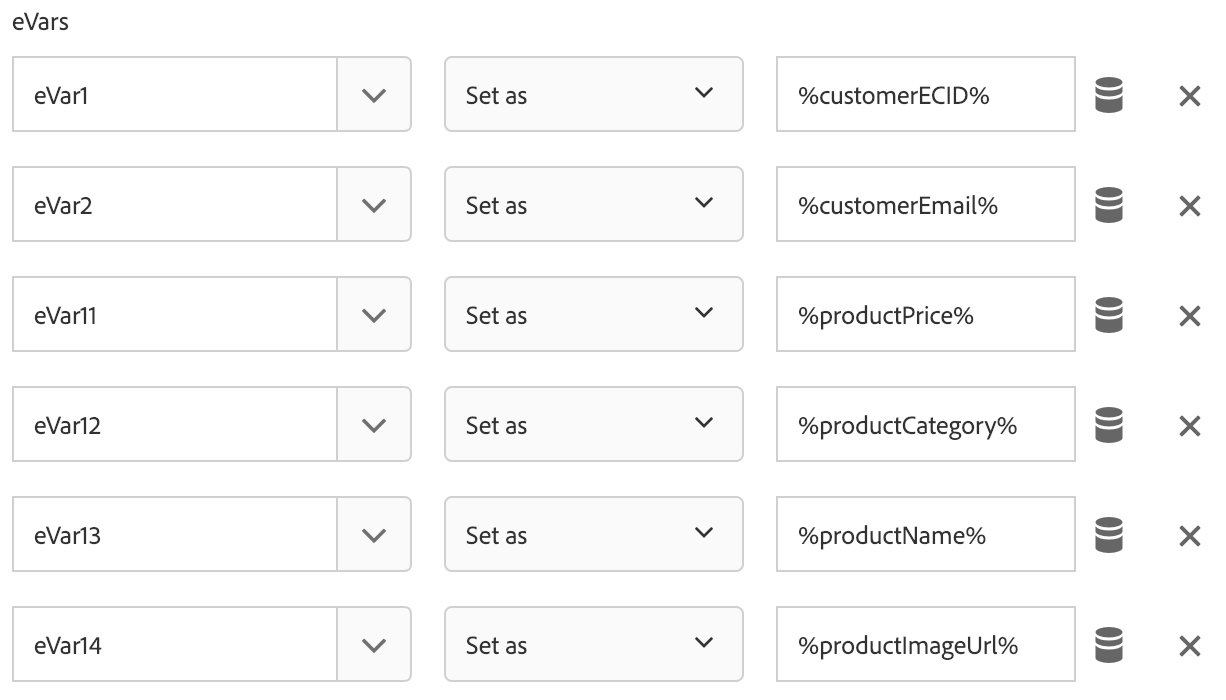 eVars
eVar1 Set as %customerECID%
eVar2 Set as %customerEmail%
eVar11 Set as %productPrice%
eVar12 Set as %productCategory%
eVar13 Set as %productName%
eVar14 Set as %productImageUrl%